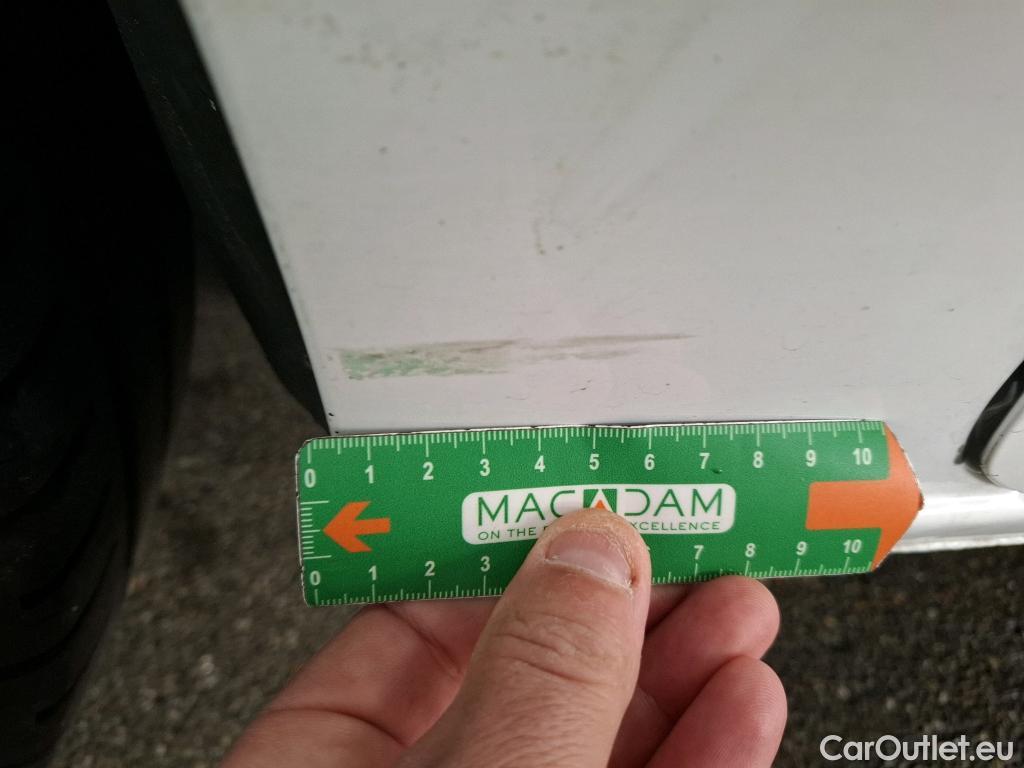 0 1 2 3 4 5 6 7 8 9 10
MACADAM
ON THE EXCELLENCE
0 1 2 3 7 8 9 10
CarOutlet.eu